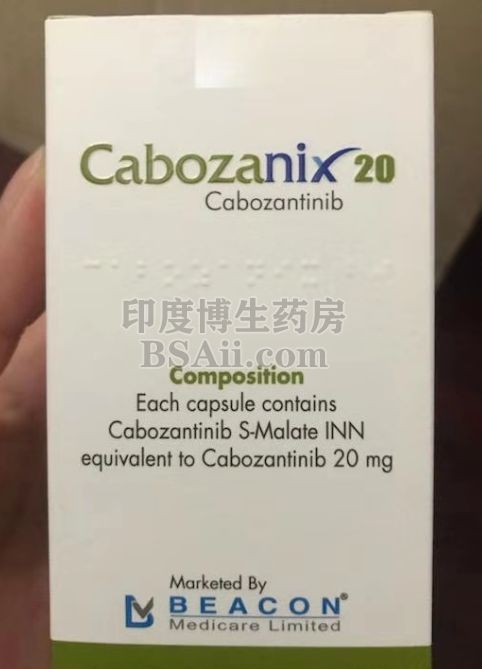 Cabozanix 20
Cabozantinib
印度博生药房
BSAii.com
Composition
Each capsule contains
Cabozantinib S-Malate INN
equivalent to Cabozantinib 20 mg
Marketed By
BEACON®
Medicare Limited